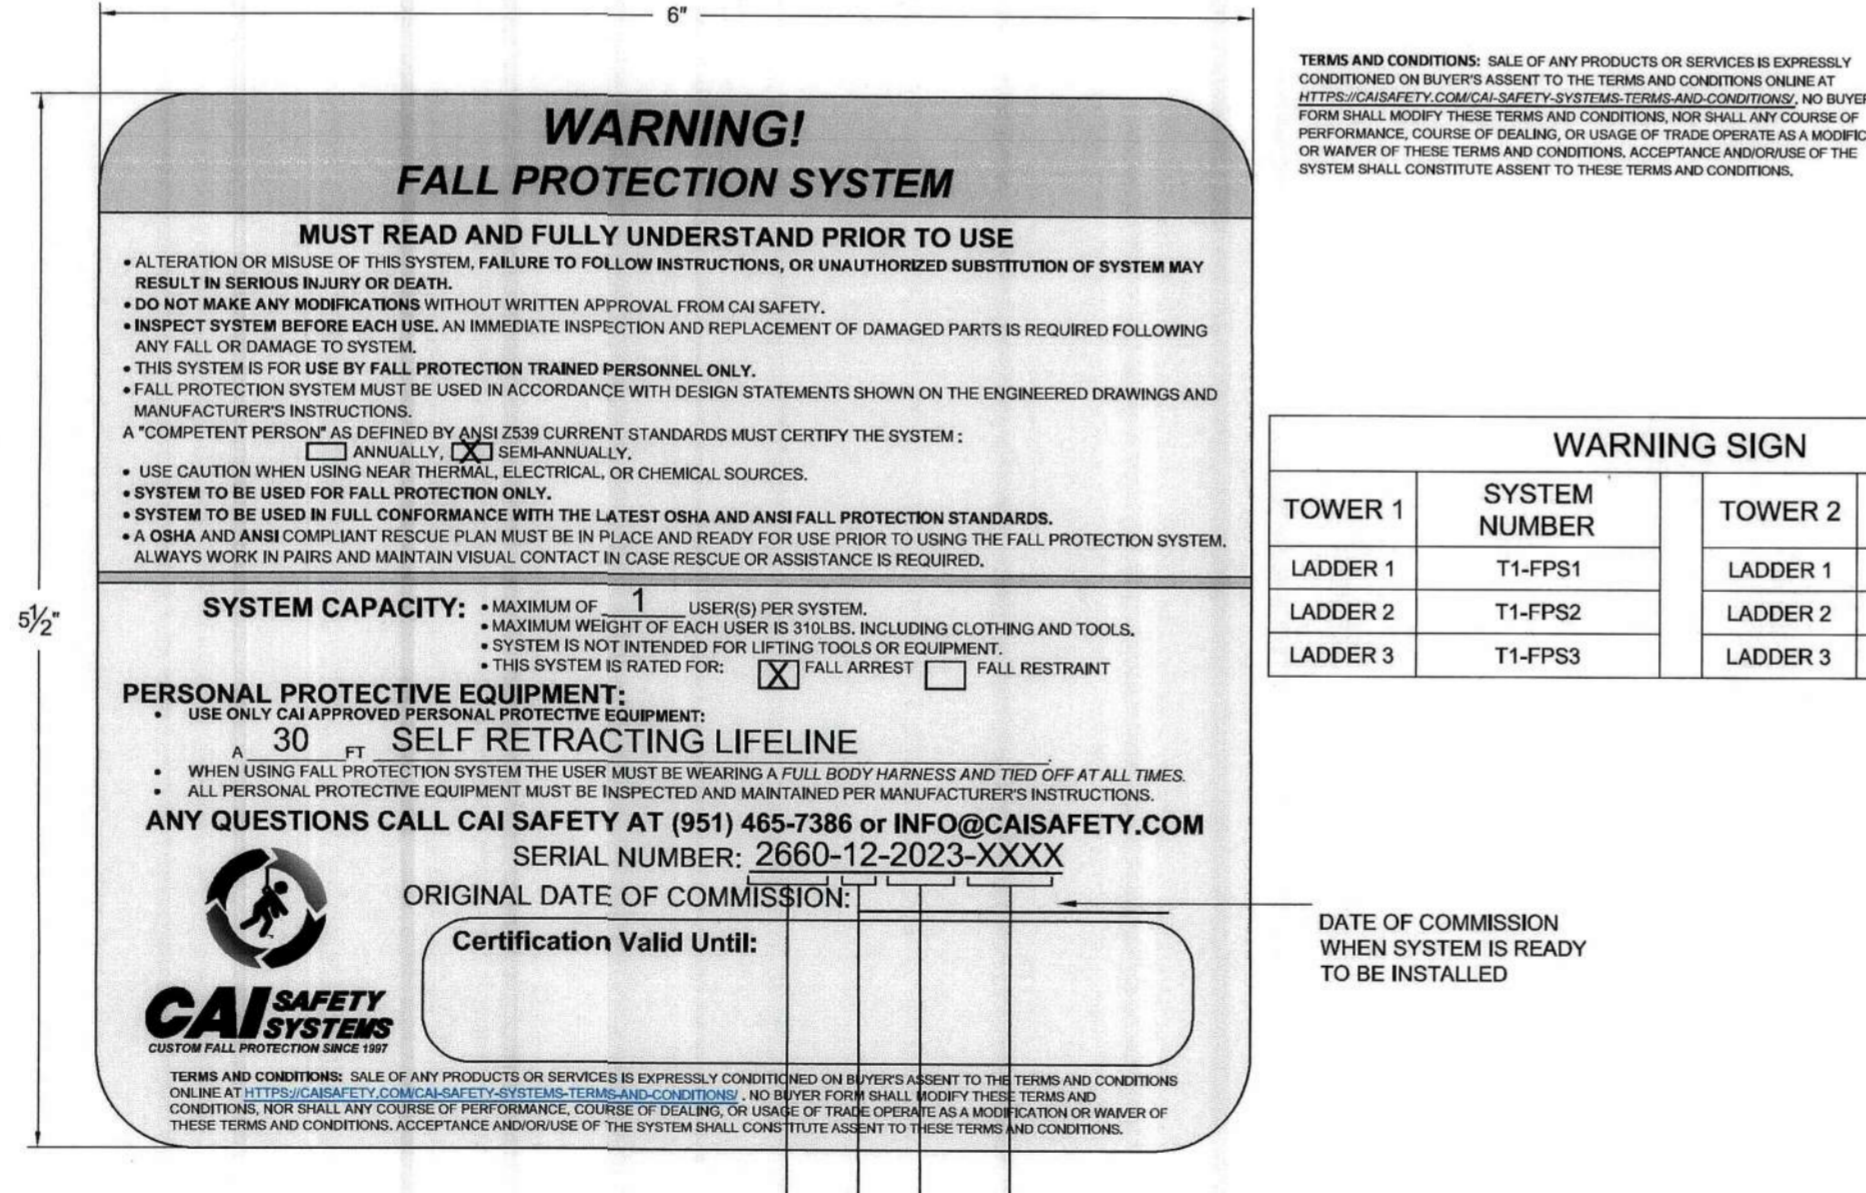 6"
5½"
WARNING!
FALL PROTECTION SYSTEM
MUST READ AND FULLY UNDERSTAND PRIOR TO USE
• ALTERATION OR MISUSE OF THIS SYSTEM, FAILURE TO FOLLOW INSTRUCTIONS, OR UNAUTHORIZED SUBSTITUTION OF SYSTEM MAY
RESULT IN SERIOUS INJURY OR DEATH.
• DO NOT MAKE ANY MODIFICATIONS WITHOUT WRITTEN APPROVAL FROM CAI SAFETY.
• INSPECT SYSTEM BEFORE EACH USE. AN IMMEDIATE INSPECTION AND REPLACEMENT OF DAMAGED PARTS IS REQUIRED FOLLOWING
ANY FALL OR DAMAGE TO SYSTEM.
• THIS SYSTEM IS FOR USE BY FALL PROTECTION TRAINED PERSONNEL ONLY.
• FALL PROTECTION SYSTEM MUST BE USED IN ACCORDANCE WITH DESIGN STATEMENTS SHOWN ON THE ENGINEERED DRAWINGS AND
MANUFACTURER'S INSTRUCTIONS.
A "COMPETENT PERSON" AS DEFINED BY ANSI Z539 CURRENT STANDARDS MUST CERTIFY THE SYSTEM :
ANNUALLY, X SEMI-ANNUALLY.
• USE CAUTION WHEN USING NEAR THERMAL, ELECTRICAL, OR CHEMICAL SOURCES.
• SYSTEM TO BE USED FOR FALL PROTECTION ONLY.
• SYSTEM TO BE USED IN FULL CONFORMANCE WITH THE LATEST OSHA AND ANSI FALL PROTECTION STANDARDS.
• A OSHA AND ANSI COMPLIANT RESCUE PLAN MUST BE IN PLACE AND READY FOR USE PRIOR TO USING THE FALL PROTECTION SYSTEM.
ALWAYS WORK IN PAIRS AND MAINTAIN VISUAL CONTACT IN CASE RESCUE OR ASSISTANCE IS REQUIRED.
SYSTEM CAPACITY: • MAXIMUM OF 1 USER(S) PER SYSTEM.
• MAXIMUM WEIGHT OF EACH USER IS 310LBS. INCLUDING CLOTHING AND TOOLS.
• SYSTEM IS NOT INTENDED FOR LIFTING TOOLS OR EQUIPMENT.
• THIS SYSTEM IS RATED FOR: X FALL ARREST FALL RESTRAINT
PERSONAL PROTECTIVE EQUIPMENT:
• USE ONLY CAI APPROVED PERSONAL PROTECTIVE EQUIPMENT:
A 30 FT SELF RETRACTING LIFELINE.
• WHEN USING FALL PROTECTION SYSTEM THE USER MUST BE WEARING A FULL BODY HARNESS AND TIED OFF AT ALL TIMES.
• ALL PERSONAL PROTECTIVE EQUIPMENT MUST BE INSPECTED AND MAINTAINED PER MANUFACTURER'S INSTRUCTIONS.
ANY QUESTIONS CALL CAI SAFETY AT (951) 465-7386 or INFO@CAISAFETY.COM
SERIAL NUMBER: 2660-12-2023-XXXX
ORIGINAL DATE OF COMMISSION:
Certification Valid Until:
CAI SAFETY
SYSTEMS
CUSTOM FALL PROTECTION SINCE 1997
TERMS AND CONDITIONS: SALE OF ANY PRODUCTS OR SERVICES IS EXPRESSLY CONDITIONED ON BUYER'S ASSENT TO THE TERMS AND CONDITIONS
ONLINE AT HTTPS://CAISAFETY.COM/CAI-SAFETY-SYSTEMS-TERMS-AND-CONDITIONS/ . NO BUYER FORM SHALL MODIFY THESE TERMS AND
CONDITIONS, NOR SHALL ANY COURSE OF PERFORMANCE, COURSE OF DEALING, OR USAGE OF TRADE OPERATE AS A MODIFICATION OR WAIVER OF
THESE TERMS AND CONDITIONS. ACCEPTANCE AND/OR/USE OF THE SYSTEM SHALL CONSTITUTE ASSENT TO THESE TERMS AND CONDITIONS.
TERMS AND CONDITIONS: SALE OF ANY PRODUCTS OR SERVICES IS EXPRESSLY
CONDITIONED ON BUYER'S ASSENT TO THE TERMS AND CONDITIONS ONLINE AT
HTTPS://CAISAFETY.COM/CAI-SAFETY-SYSTEMS-TERMS-AND-CONDITIONS/. NO BUYER
FORM SHALL MODIFY THESE TERMS AND CONDITIONS, NOR SHALL ANY COURSE OF
PERFORMANCE, COURSE OF DEALING, OR USAGE OF TRADE OPERATE AS A MODIFIC
OR WAIVER OF THESE TERMS AND CONDITIONS. ACCEPTANCE AND/OR/USE OF THE
SYSTEM SHALL CONSTITUTE ASSENT TO THESE TERMS AND CONDITIONS.
WARNING SIGN
TOWER 1 SYSTEM NUMBER TOWER 2
LADDER 1 T1-FPS1 LADDER 1
LADDER 2 T1-FPS2 LADDER 2
LADDER 3 T1-FPS3 LADDER 3
DATE OF COMMISSION
WHEN SYSTEM IS READY
TO BE INSTALLED